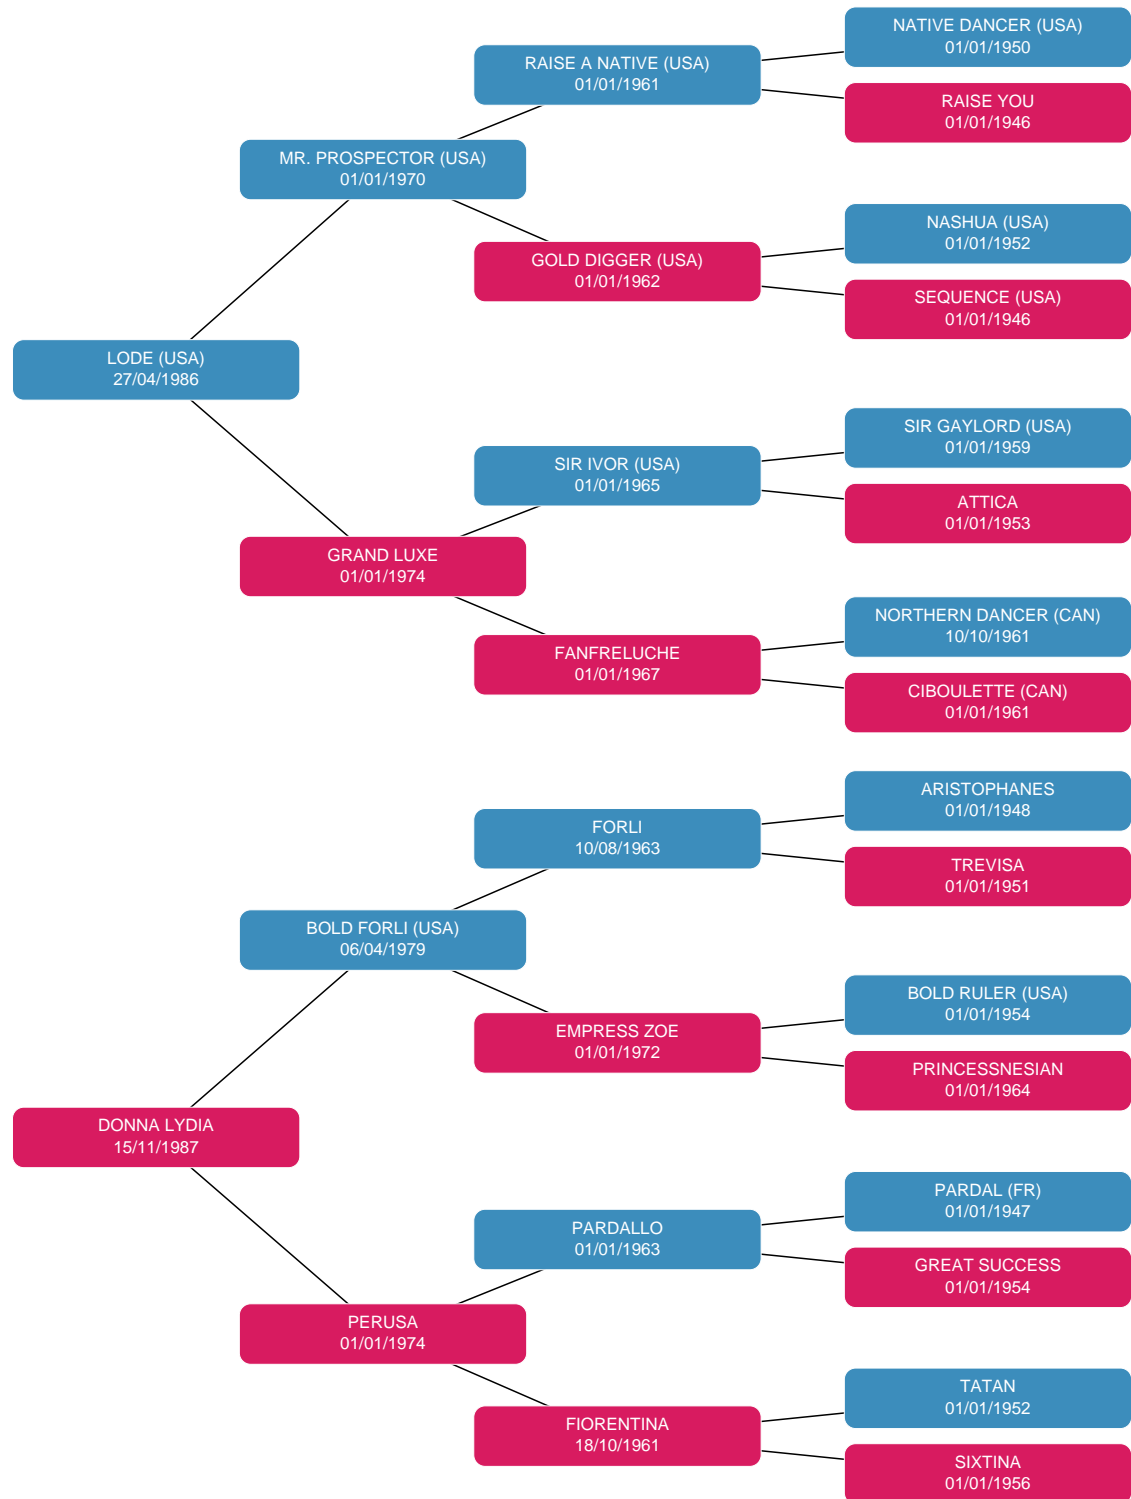 NATIVE DANCER (USA)
01/01/1950
RAISE A NATIVE (USA)
01/01/1961
RAISE YOU
01/01/1946
MR. PROSPECTOR (USA)
01/01/1970
NASHUA (USA)
01/01/1952
GOLD DIGGER (USA)
01/01/1962
SEQUENCE (USA)
01/01/1946
LODE (USA)
27/04/1986
SIR GAYLORD (USA)
01/01/1959
SIR IVOR (USA)
01/01/1965
ATTICA
01/01/1953
GRAND LUXE
01/01/1974
NORTHERN DANCER (CAN)
10/10/1961
FANFRELUCHE
01/01/1967
CIBOULETTE (CAN)
01/01/1961
ARISTOPHANES
01/01/1948
FORLI
10/08/1963
TREVISA
01/01/1951
BOLD FORLI (USA)
06/04/1979
BOLD RULER (USA)
01/01/1954
EMPRESS ZOE
01/01/1972
PRINCESSNESIAN
01/01/1964
DONNA LYDIA
15/11/1987
PARDAL (FR)
01/01/1947
PARDALLO
01/01/1963
GREAT SUCCESS
01/01/1954
PERUSA
01/01/1974
TATAN
01/01/1952
FIORENTINA
18/10/1961
SIXTINA
01/01/1956